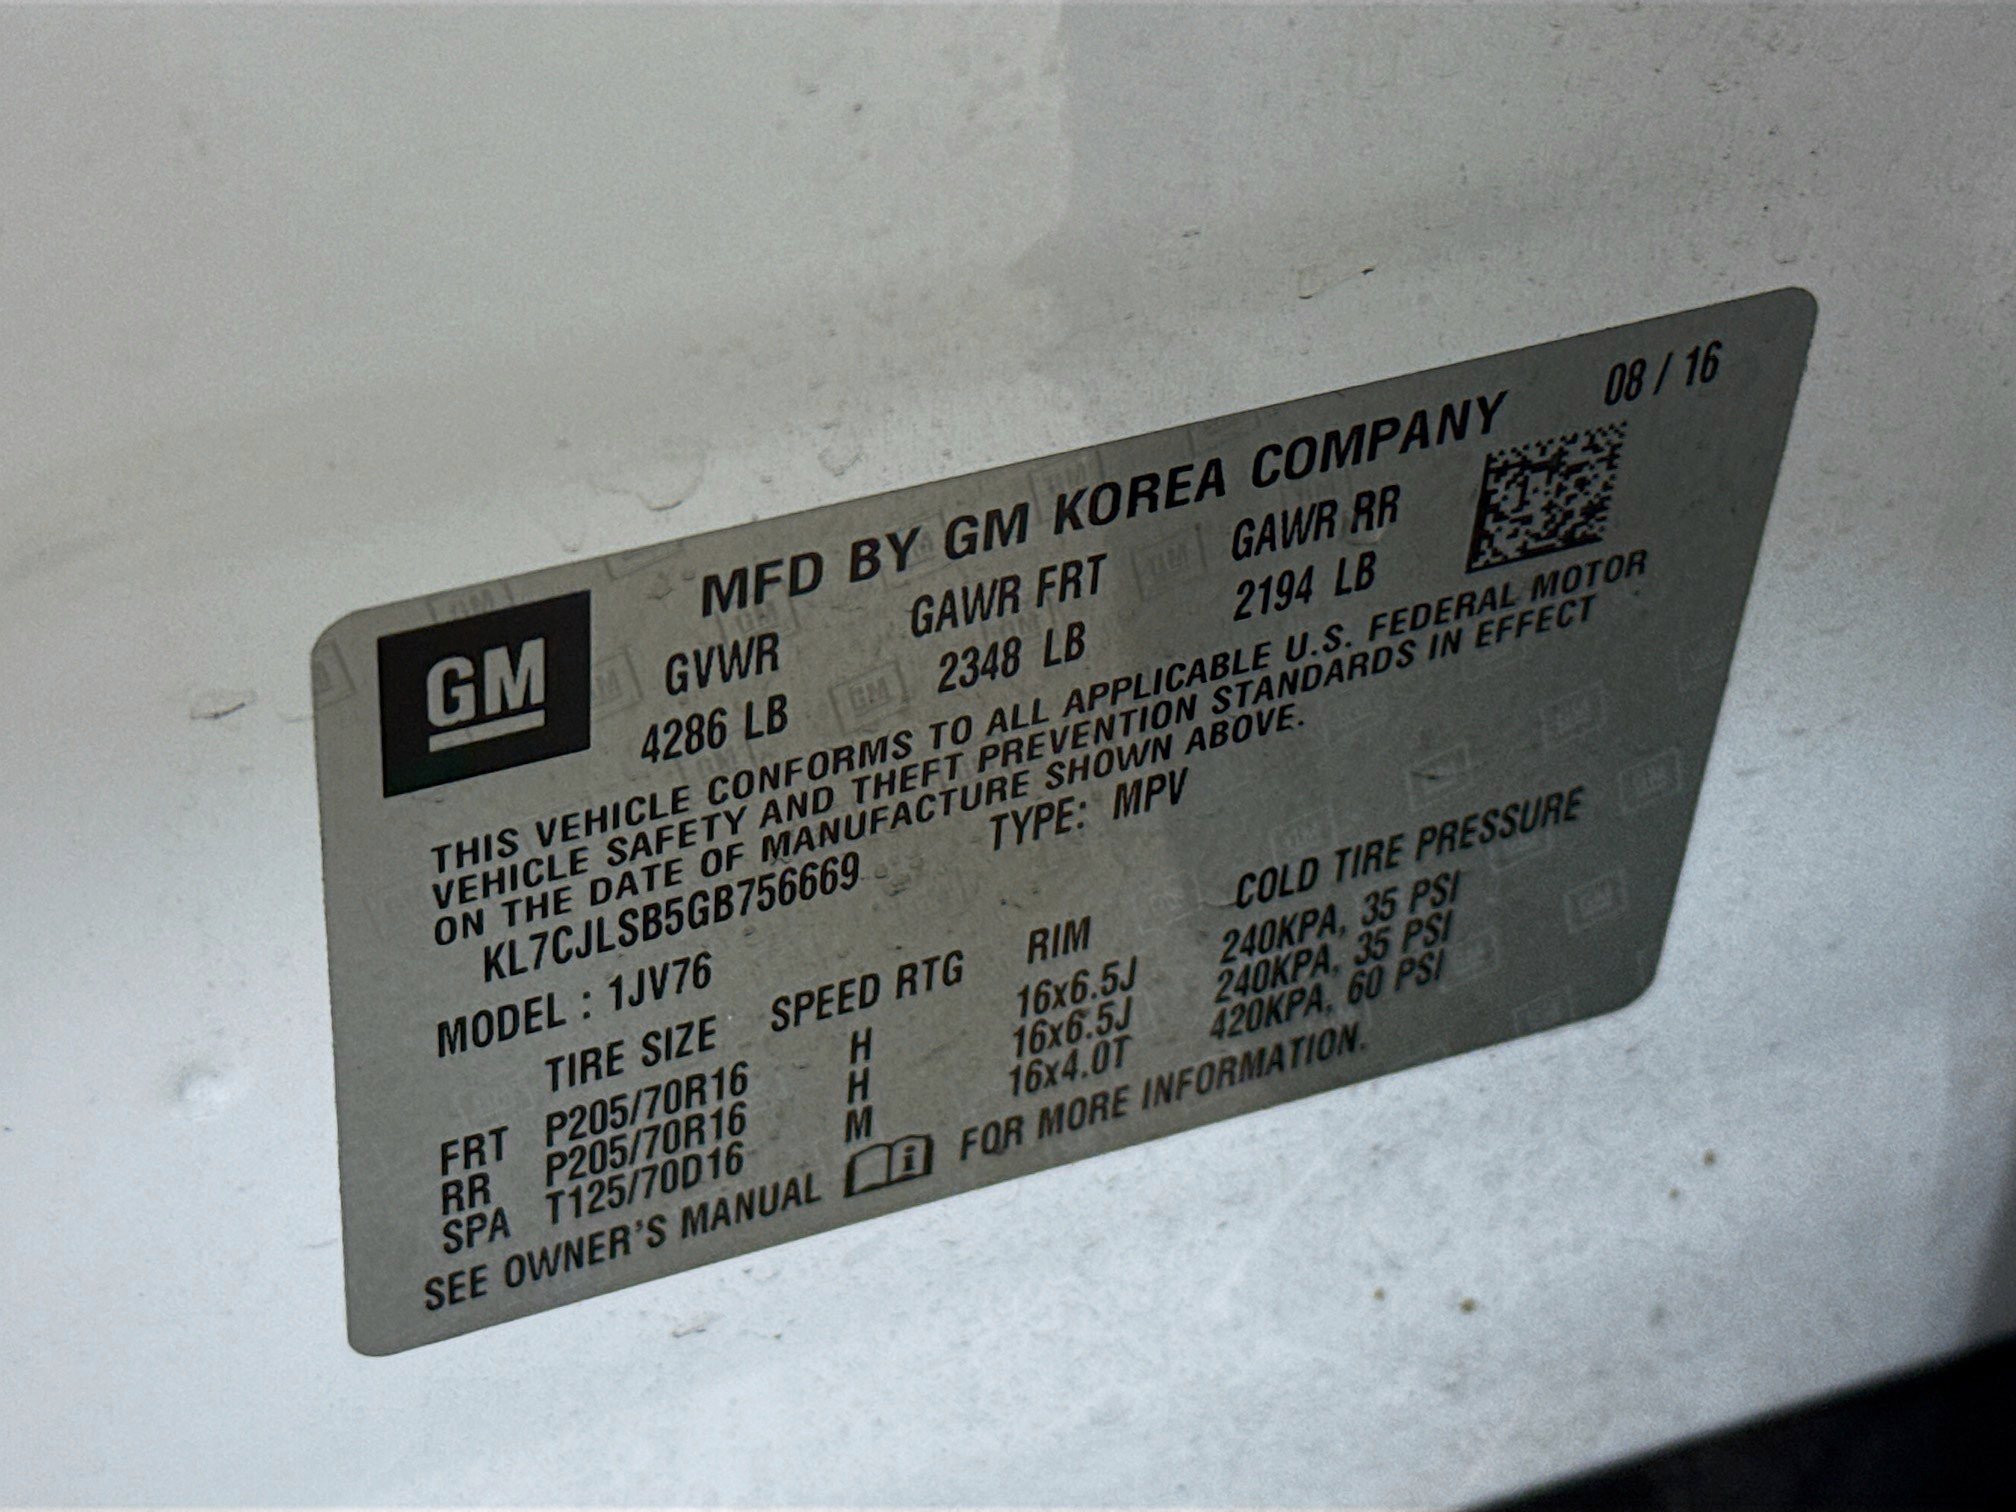 08 / 16
MFD BY GM KOREA COMPANY
GM
GVWR GAWR FRT GAWR RR
4286 LB 2348 LB 2194 LB
THIS VEHICLE CONFORMS TO ALL APPLICABLE U.S. FEDERAL MOTOR
VEHICLE SAFETY AND THEFT PREVENTION STANDARDS IN EFFECT
ON THE DATE OF MANUFACTURE SHOWN ABOVE.
KL7CJLSB5GB756669 TYPE: MPV
MODEL : 1JV76
TIRE SIZE SPEED RTG RIM COLD TIRE PRESSURE
FRT P205/70R16 H 16x6.5J 240KPA, 35 PSI
RR P205/70R16 H 16x6.5J 240KPA, 35 PSI
SPA T125/70D16 M 16x4.0T 420KPA, 60 PSI
SEE OWNER'S MANUAL FOR MORE INFORMATION.